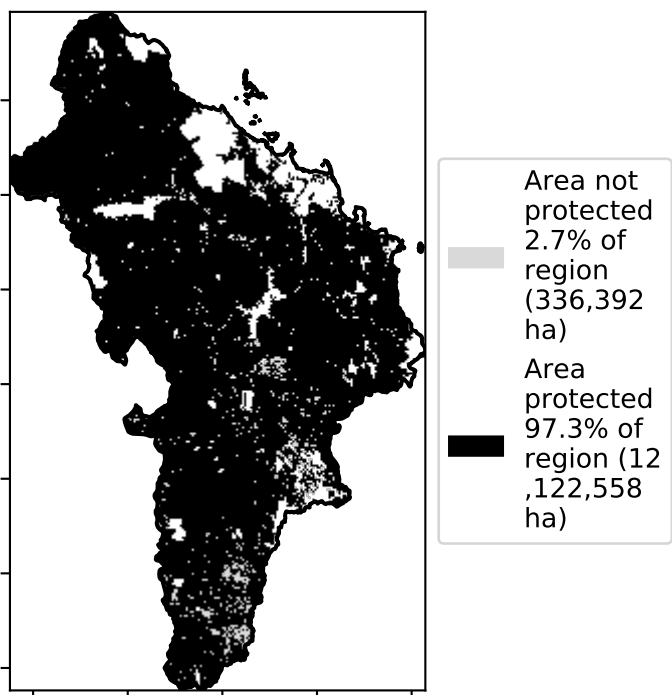 Area not
protected
2.7% of
region
(336,392
ha)
Area
protected
97.3% of
region (12
,122,558
ha)